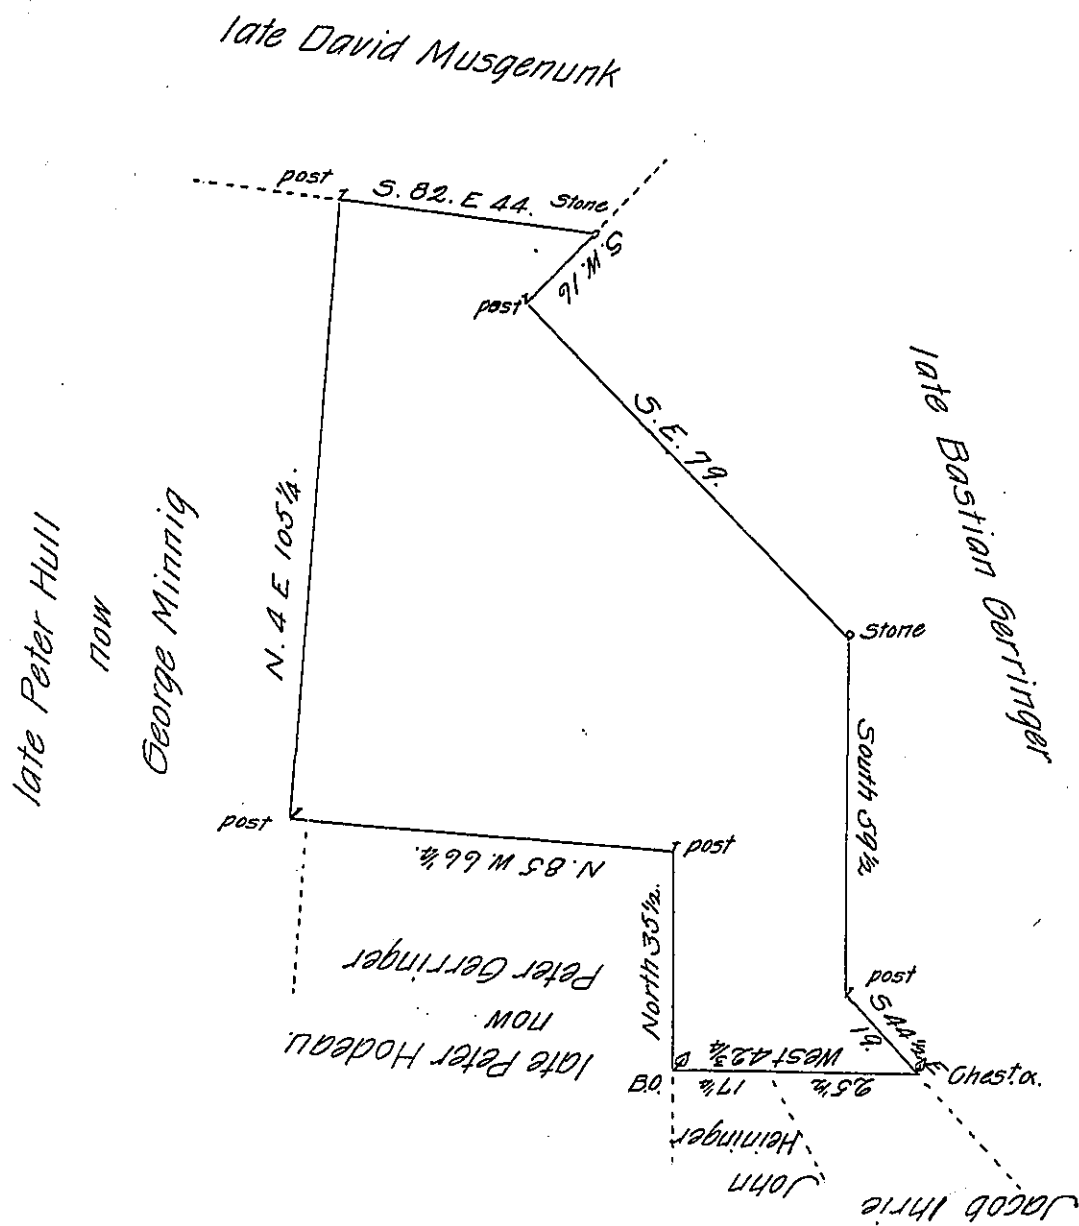 late David Musgenunk
post
S. 82. E 44.
Stone
S. W. 16
post
S. E. 79.
late Bastian Gerringer
Stone
South 59½
post
S 44½ E
19.
Chest. o.
West 42¾
25½
17¼
B.O.
North 35½.
post
N. 85 W. 66¼.
post
N. 4 E 105¼.
late Peter Hull
now
George Minnig
late Peter Hodeau.
now
Peter Gerringer
John
Heininger
Jacob Ihrie